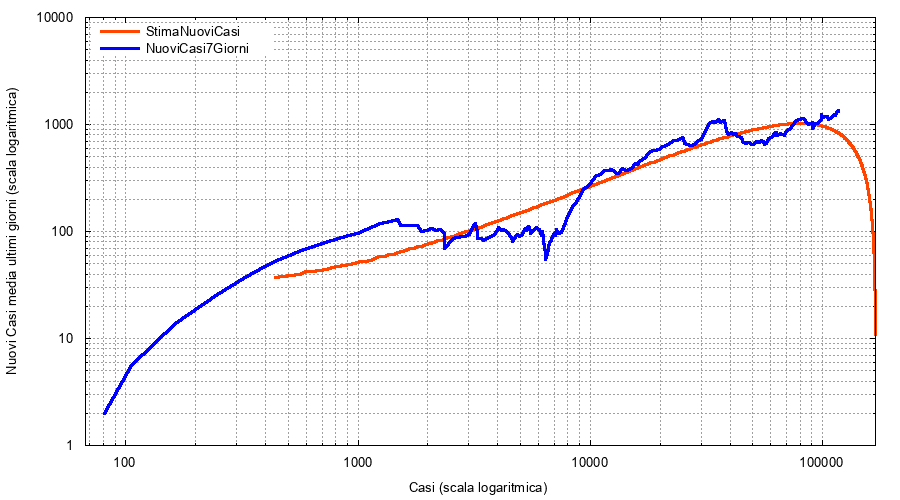 10000
StimaNuoviCasi
NuoviCasi7Giorni
1000
100
10
1
Nuovi Casi media ultimi giorni (scala logaritmica)
100
1000
10000
100000
Casi (scala logaritmica)